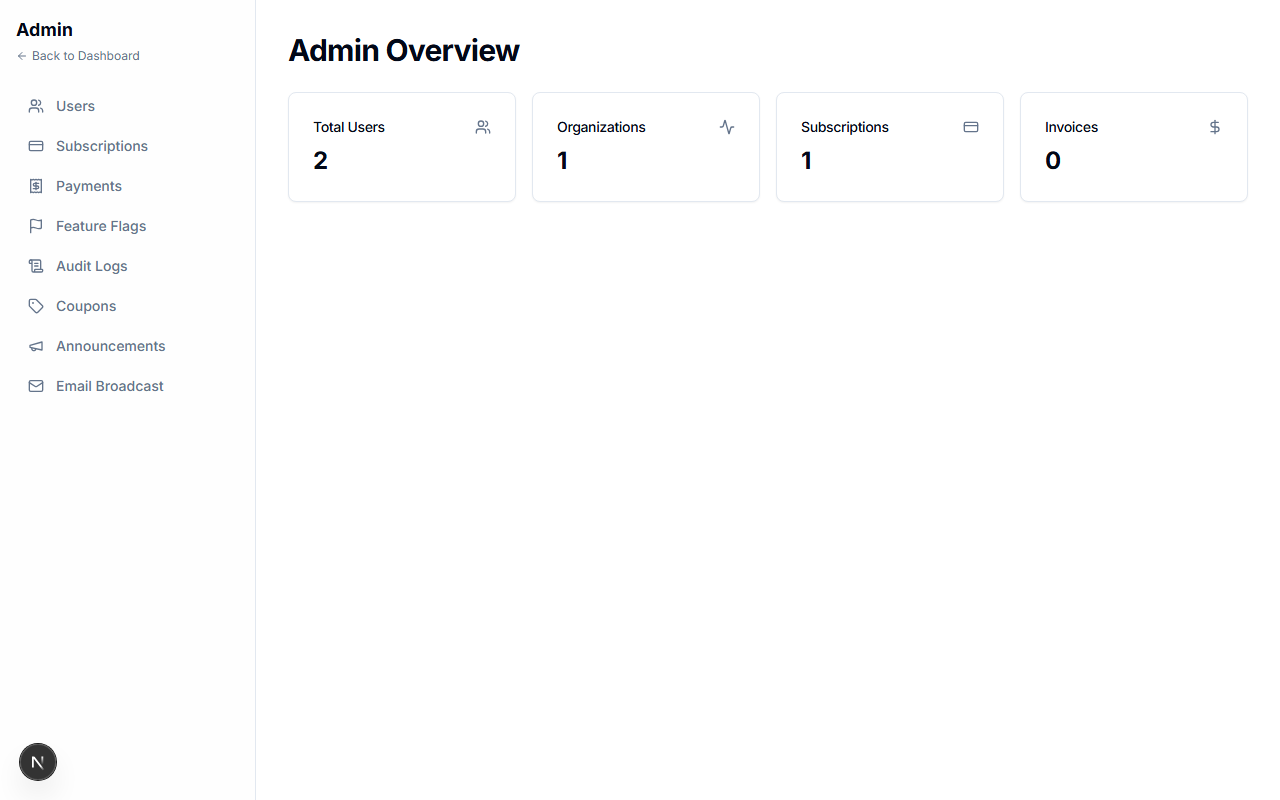 Admin
← Back to Dashboard
Users
Subscriptions
Payments
Feature Flags
Audit Logs
Coupons
Announcements
Email Broadcast
N
Admin Overview
Total Users
2
Organizations
1
Subscriptions
1
Invoices
$
0